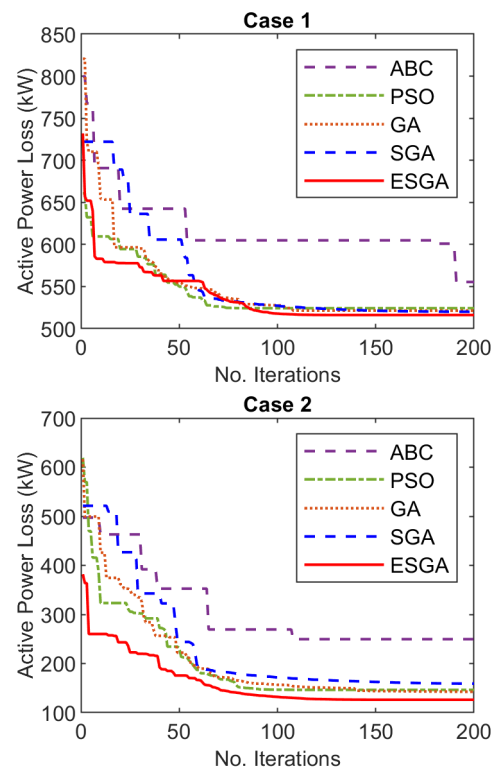 Case 1
Active Power Loss (kW)
850
800
750
700
650
600
550
500
ABC
PSO
GA
SGA
ESGA
0 50 100 150 200
No. Iterations
Case 2
Active Power Loss (kW)
700
600
500
400
300
200
100
ABC
PSO
GA
SGA
ESGA
0 50 100 150 200
No. Iterations